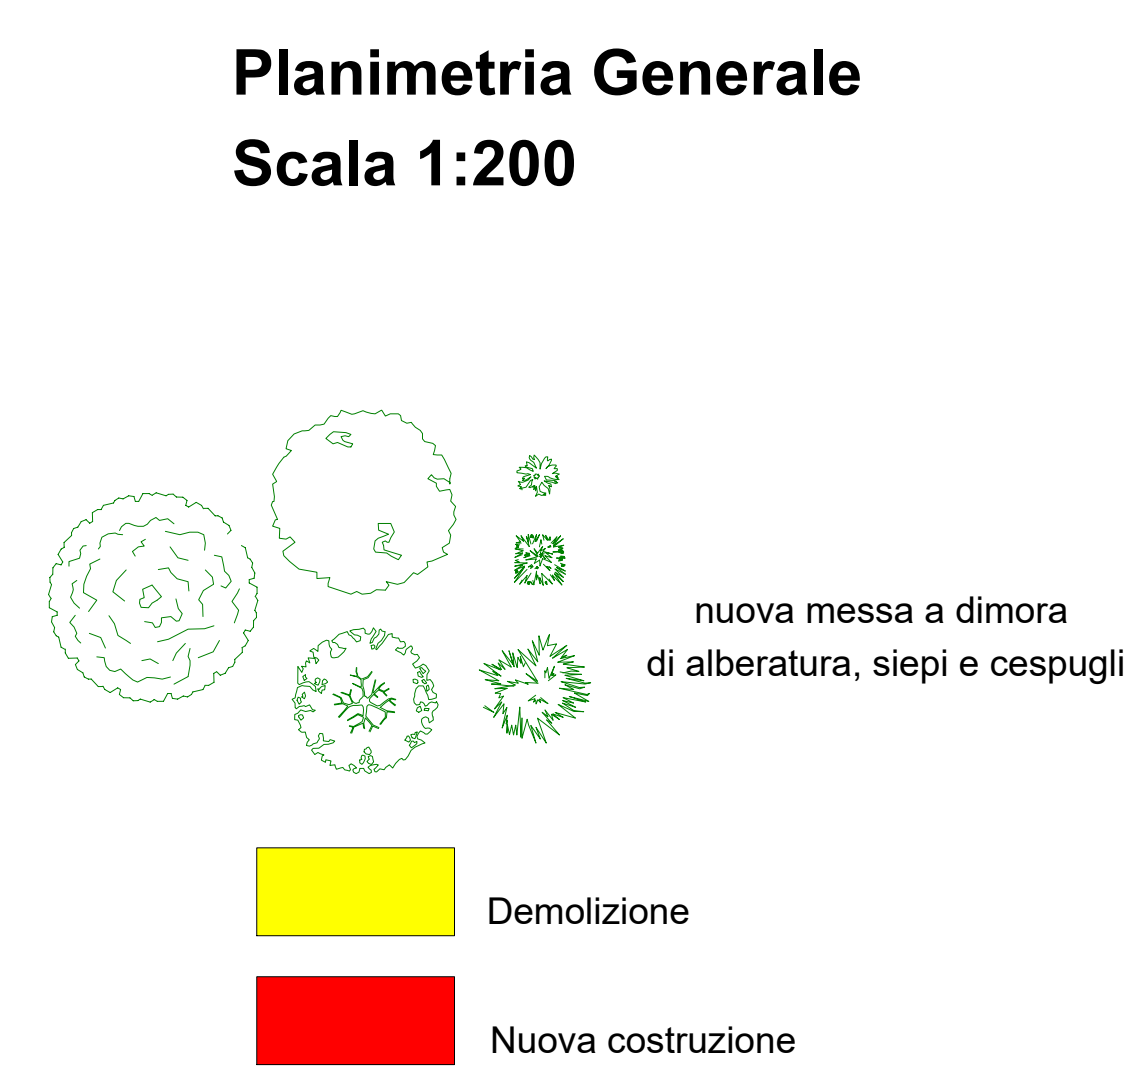 Planimetria Generale
Scala 1:200
nuova messa a dimora
di alberatura, siepi e cespugli
Demolizione
Nuova costruzione